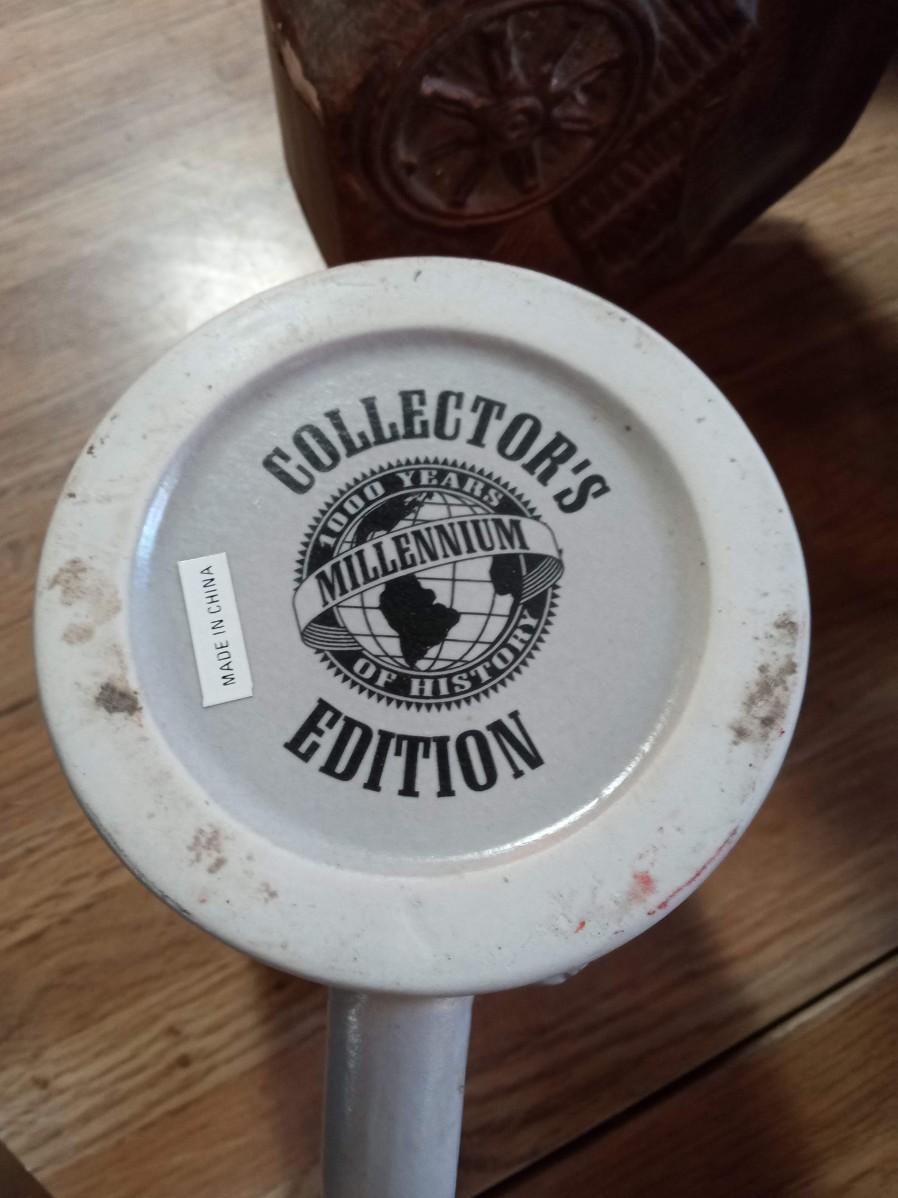 COLLECTOR'S
1000 YEARS
MILLENNIUM
OF HISTORY
EDITION
MADE IN CHINA